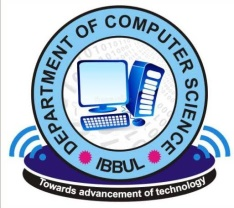 DEPARTMENT OF COMPUTER SCIENCE
IBBUL
Towards advancement of technology